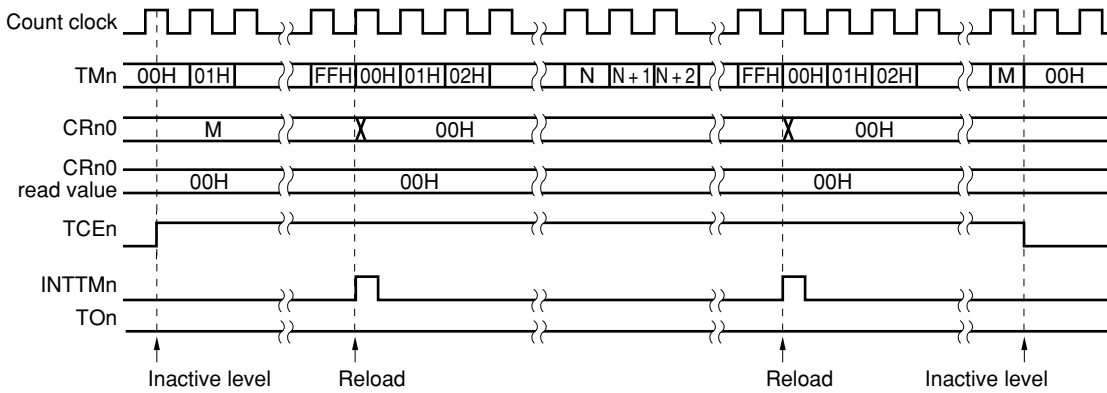 Count clock
TMn 00H 01H FFH 00H 01H 02H N N + 1 N + 2 FFH 00H 01H 02H M 00H
CRn0 M 00H 00H
CRn0
read value 00H 00H 00H
TCEn
INTTMn
TOn
Inactive level Reload Reload Inactive level